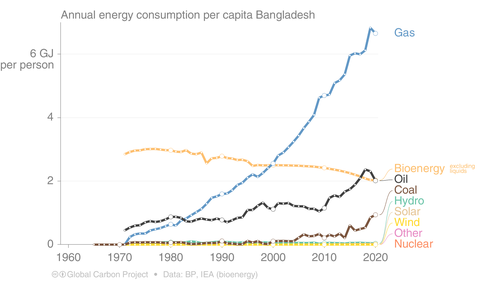 Annual energy consumption per capita Bangladesh
6 GJ
per person
4
2
0
1960
1970
1980
1990
2000
2010
2020
Gas
Bioenergy excluding liquids
Oil
Coal
Hydro
Solar
Wind
Other
Nuclear
Global Carbon Project • Data: BP, IEA (bioenergy)